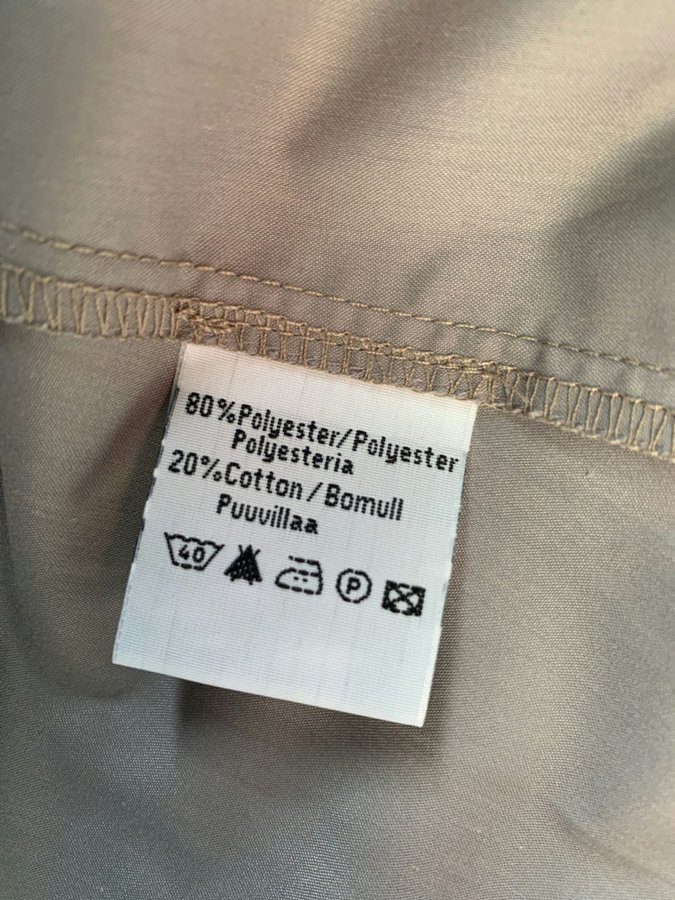 80%Polyester/Polyester
Polyesteria
20%Cotton/Bomull
Puuvillaa
40 P